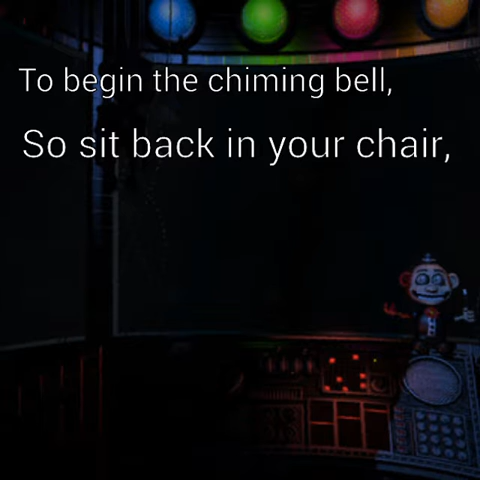 To begin the chiming bell,
So sit back in your chair,